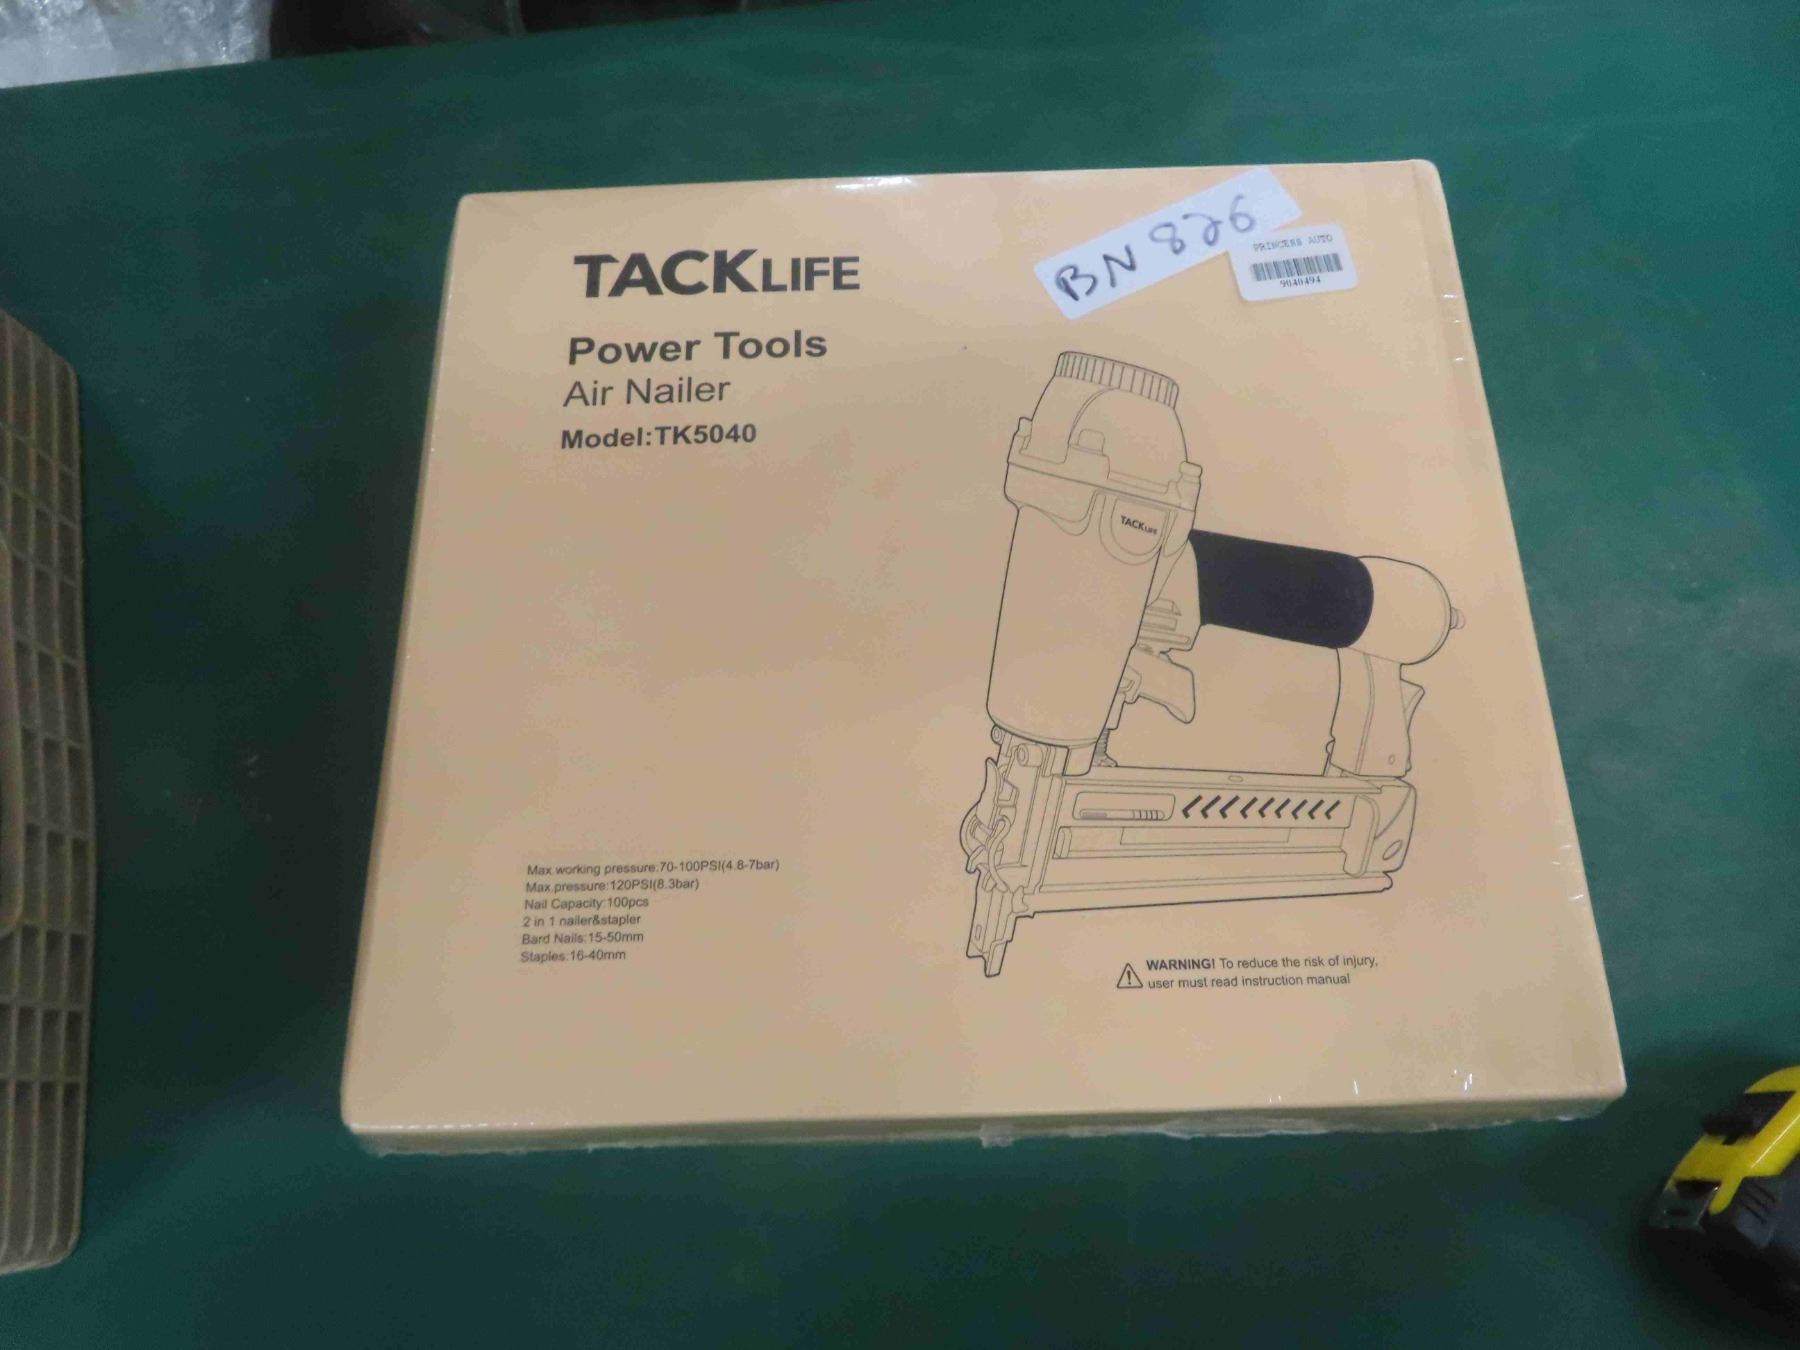 TACKLIFE
Power Tools
Air Nailer
Model:TK5040
BN 826
PRINCESS AUTO
9040494
TACKLIFE
Max.working pressure:70-100PSI(4.8-7bar)
Max.pressure:120PSI(8.3bar)
Nail Capacity:100pcs
2 in 1 nailer&stapler
Bard Nails:15-50mm
Staples:16-40mm
WARNING! To reduce the risk of injury,
user must read instruction manual